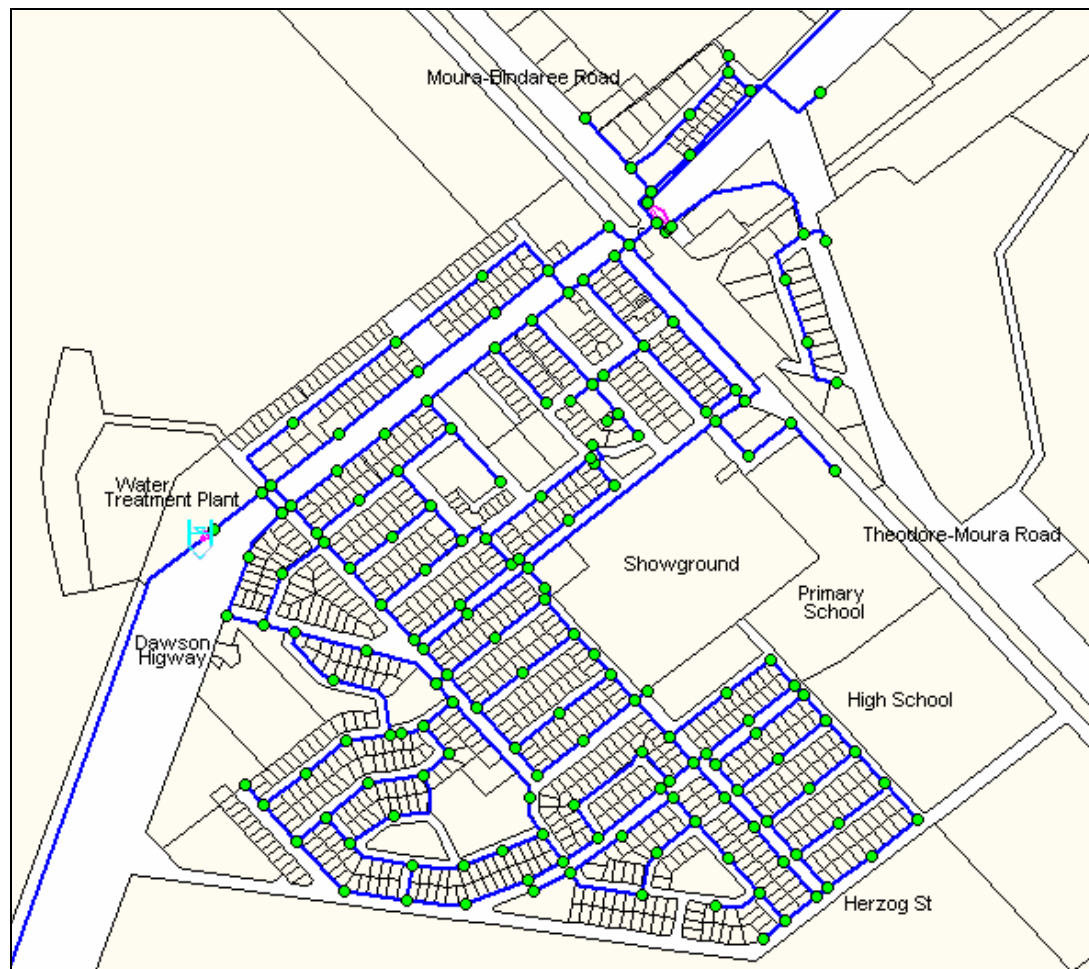 Moura-Bindaree Road
Water
Treatment Plant
Theodore-Moura Road
Showground
Primary
School
Dawson
Higway
High School
Herzog St